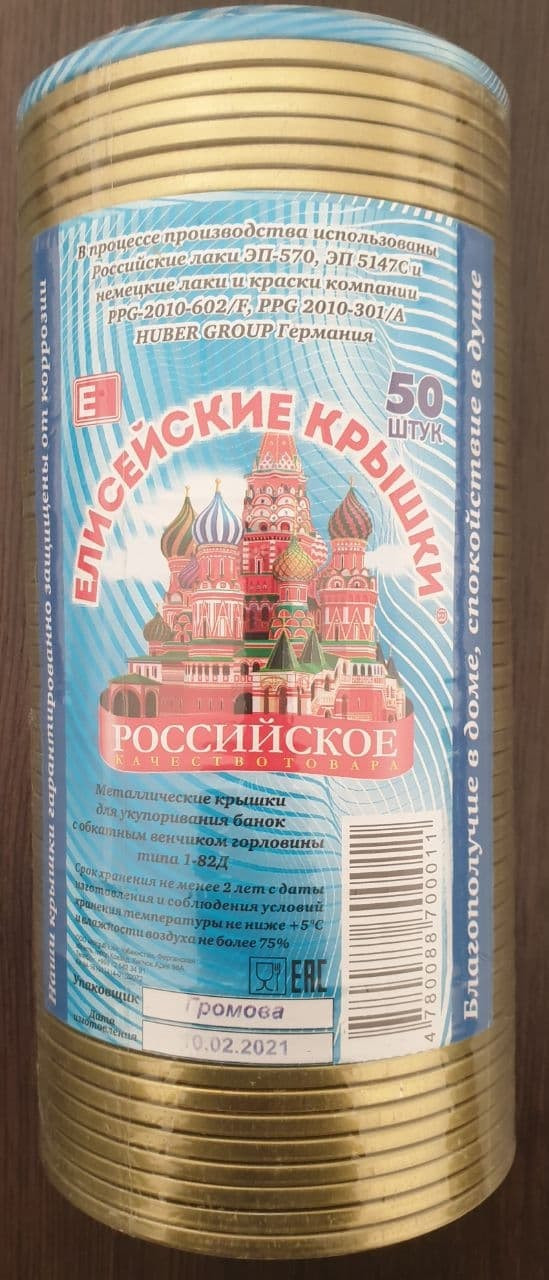 В процессе производства использованы
Российские лаки ЭП-570, ЭП 5147С и
немецкие лаки и краски компании
PPG-2010-602/F, PPG 2010-301/A
HUBER GROUP Германия
Е
50
ШТУК
ЕЛИСЕЙСКИЕ КРЫШКИ ®
РОССИЙСКОЕ
КАЧЕСТВО ТОВАРА
Металлические крышки
для укупоривания банок
с обкатным венчиком горловины
типа 1-82Д
Срок хранения не менее 2 лет с даты
изготовления и соблюдения условий
хранения температуры не ниже +5°С
и влажности воздуха не более 75%
EAC
Упаковщик
Громова
Дата
изготовления
10.02.2021
4 780088 700011
Наши крышки гарантированно защищены от коррозии
Благополучие в доме, спокойствие в душе